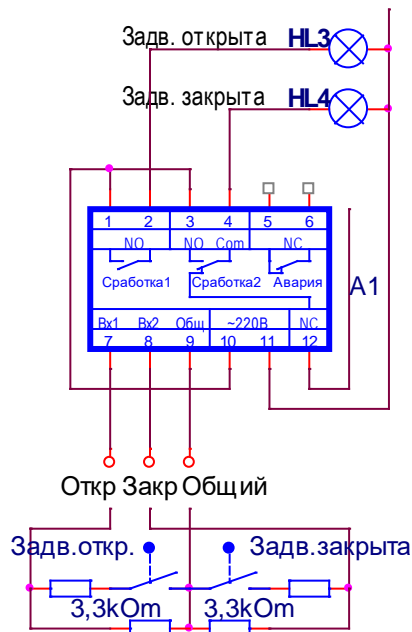 Задв. открыта HL3
Задв. закрыта HL4
1 2 3 4 5 6
NO NO Com NC
Сработка1 Сработка2 Авария
A1
Вх1 Вх2 Общ ~220В NC
7 8 9 10 11 12
Откр Закр Общий
Задв.откр. Задв.закрыта
3,3kOm 3,3kOm